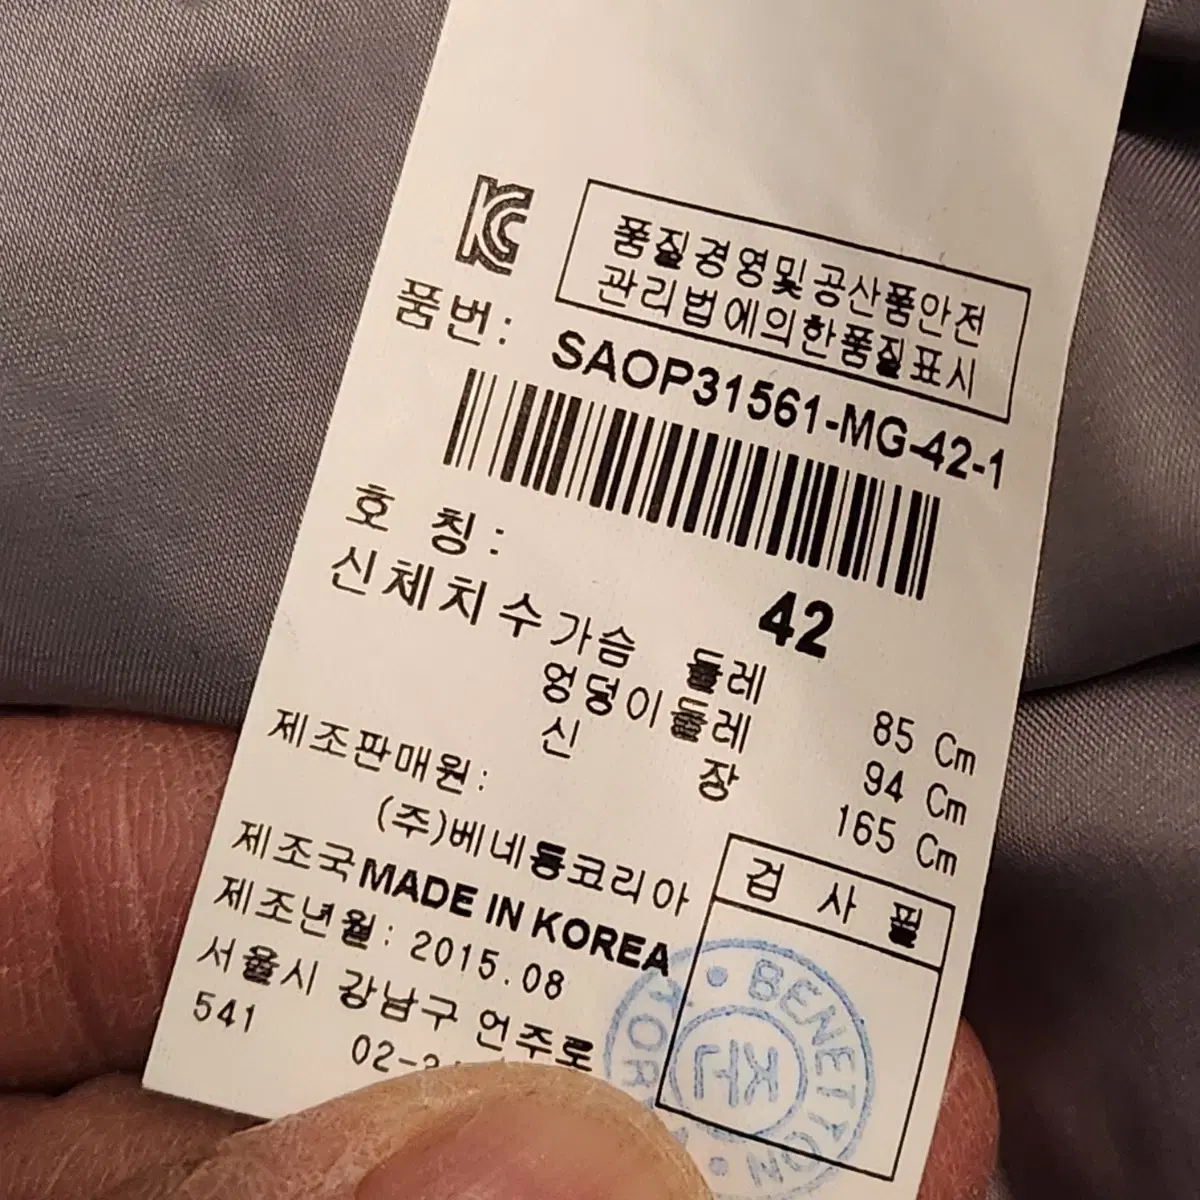 KC
품질경영및공산품안전
관리법에의한품질표시
품번: SAOP31561-MG-42-1
호 칭: 42
신체치수 가슴 둘레 85 Cm
엉덩이둘레 94 Cm
신 장 165 Cm
제조판매원:
(주)베네통코리아
제조국 MADE IN KOREA
제조년월: 2015.08
서울시 강남구 언주로
541
02-
검 사 필
BENETTON